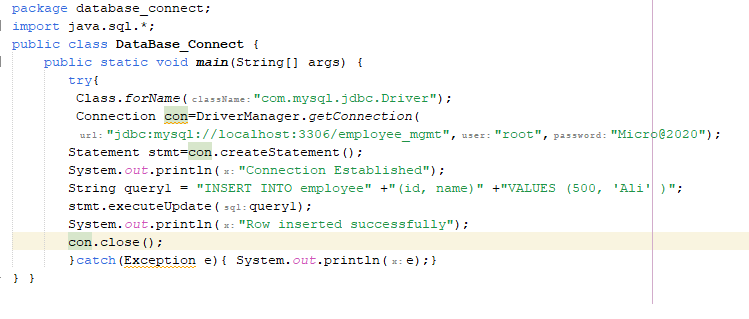 package database_connect;
import java.sql.*;
public class DataBase_Connect {
public static void main(String[] args) {
try{
Class.forName( className: "com.mysql.jdbc.Driver");
Connection con=DriverManager.getConnection(
url: "jdbc:mysql://localhost:3306/employee_mgmt", user: "root", password: "Micro@2020");
Statement stmt=con.createStatement();
System.out.println( x: "Connection Established");
String query1 = "INSERT INTO employee" +"(id, name)" +"VALUES (500, 'Ali' )";
stmt.executeUpdate( sql: query1);
System.out.println( x: "Row inserted successfully");
con.close();
}catch(Exception e){ System.out.println( x: e);}
} }